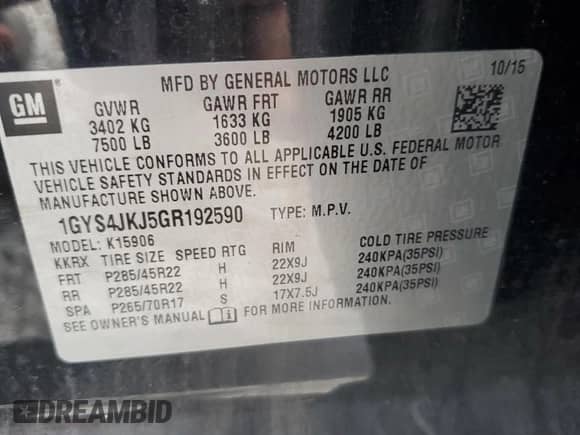 GM
MFD BY GENERAL MOTORS LLC
10/15
GVWR GAWR FRT GAWR RR
3402 KG 1633 KG 1905 KG
7500 LB 3600 LB 4200 LB
THIS VEHICLE CONFORMS TO ALL APPLICABLE U.S. FEDERAL MOTOR
VEHICLE SAFETY STANDARDS IN EFFECT ON THE DATE OF
MANUFACTURE SHOWN ABOVE.
1GYS4JKJ5GR192590 TYPE: M.P.V.
MODEL: K15906
KKRX TIRE SIZE SPEED RTG RIM COLD TIRE PRESSURE
FRT P285/45R22 H 22X9J 240KPA(35PSI)
RR P285/45R22 H 22X9J 240KPA(35PSI)
SPA P265/70R17 S 17X7.5J 240KPA(35PSI)
SEE OWNER'S MANUAL FOR MORE INFORMATION.
DREAMBID